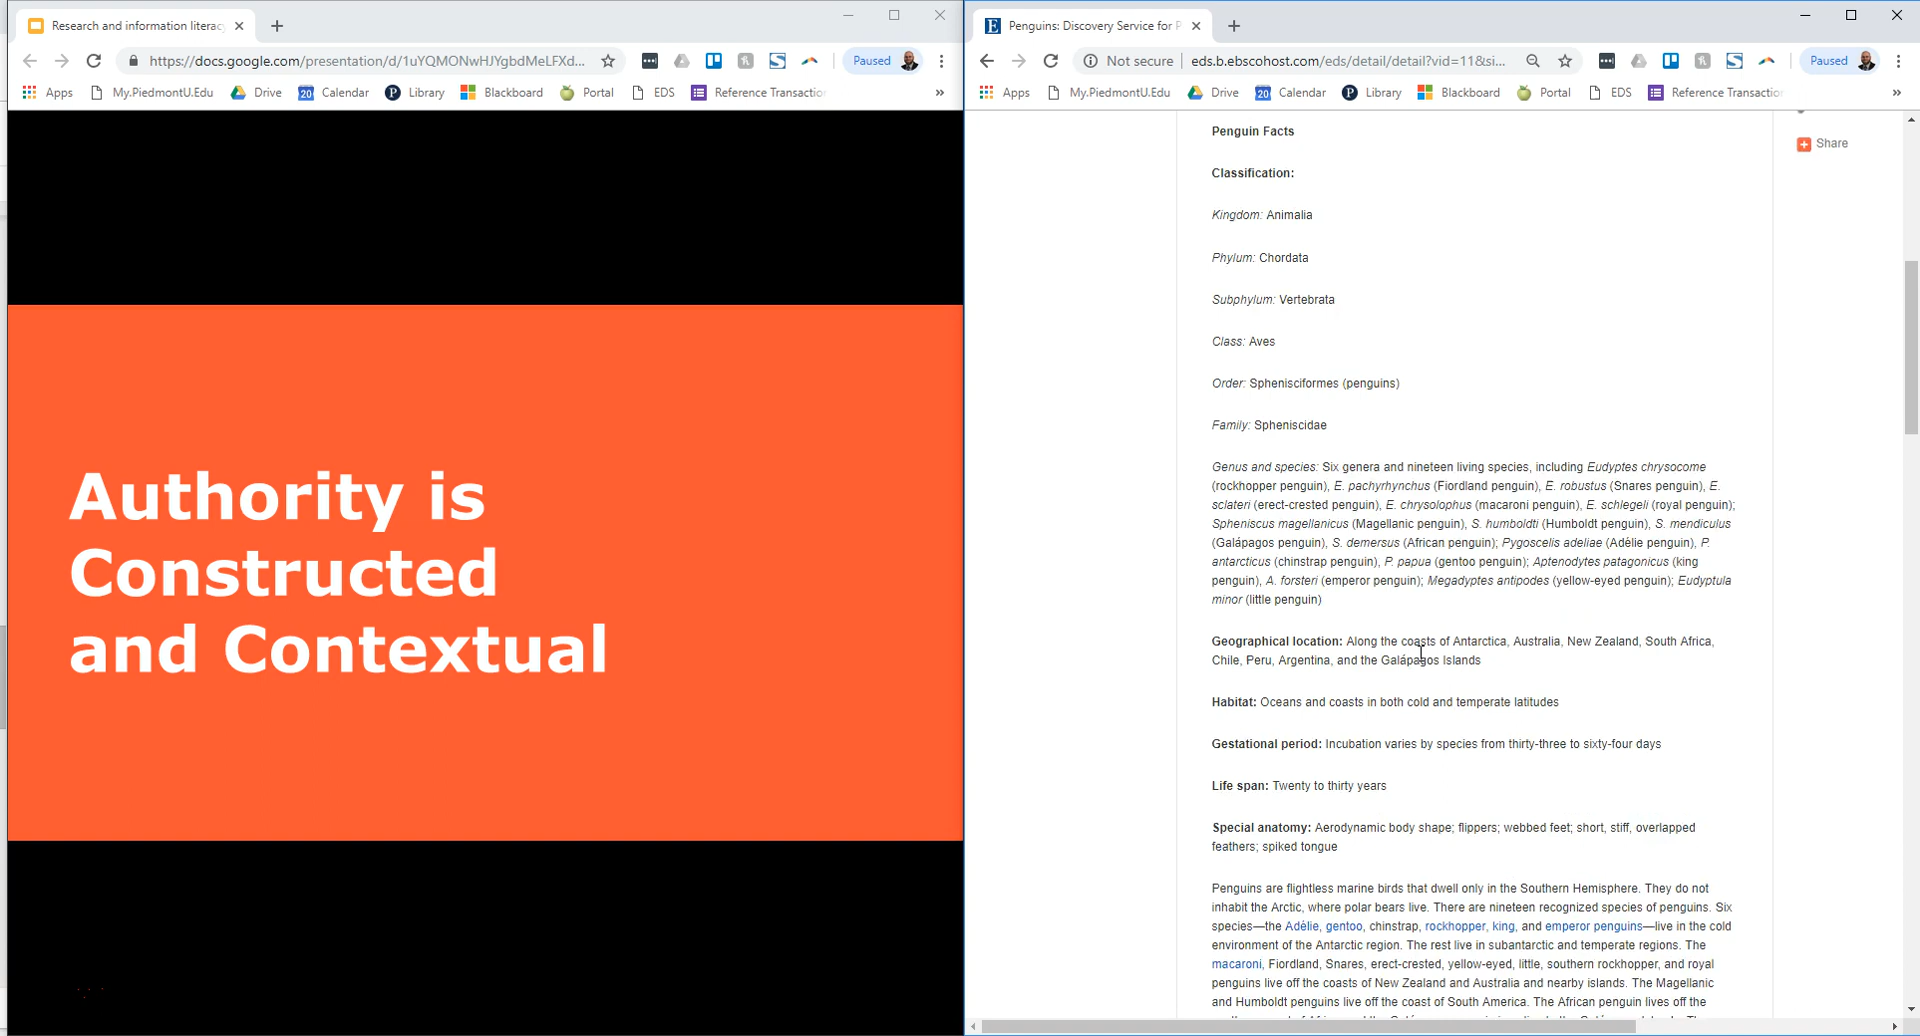 Research and information literac
Paused
https://docs.google.com/presentation/d/1uYQMONwHJYgbdMeLFXd...
Apps My.PiedmontU.Edu Drive 20 Calendar P Library Blackboard Portal EDS Reference Transactio »
Authority is
Constructed
and Contextual
E Penguins: Discovery Service for P
Not secure eds.b.ebscohost.com/eds/detail/detail?vid=11&si... Paused
Apps My.PiedmontU.Edu Drive 20 Calendar P Library Blackboard Portal EDS Reference Transactio »
Share
Penguin Facts
Classification:
Kingdom: Animalia
Phylum: Chordata
Subphylum: Vertebrata
Class: Aves
Order: Sphenisciformes (penguins)
Family: Spheniscidae
Genus and species: Six genera and nineteen living species, including Eudyptes chrysocome
(rockhopper penguin), E. pachyrhynchus (Fiordland penguin), E. robustus (Snares penguin), E.
sclateri (erect-crested penguin), E. chrysolophus (macaroni penguin), E. schlegeli (royal penguin);
Spheniscus magellanicus (Magellanic penguin), S. humboldti (Humboldt penguin), S. mendiculus
(Galápagos penguin), S. demersus (African penguin); Pygoscelis adeliae (Adélie penguin), P.
antarcticus (chinstrap penguin), P. papua (gentoo penguin); Aptenodytes patagonicus (king
penguin), A. forsteri (emperor penguin); Megadyptes antipodes (yellow-eyed penguin); Eudyptula
minor (little penguin)
Geographical location: Along the coasts of Antarctica, Australia, New Zealand, South Africa,
Chile, Peru, Argentina, and the Galápagos Islands
Habitat: Oceans and coasts in both cold and temperate latitudes
Gestational period: Incubation varies by species from thirty-three to sixty-four days
Life span: Twenty to thirty years
Special anatomy: Aerodynamic body shape; flippers; webbed feet; short, stiff, overlapped
feathers; spiked tongue
Penguins are flightless marine birds that dwell only in the Southern Hemisphere. They do not
inhabit the Arctic, where polar bears live. There are nineteen recognized species of penguins. Six
species—the Adélie, gentoo, chinstrap, rockhopper, king, and emperor penguins—live in the cold
environment of the Antarctic region. The rest live in subantarctic and temperate regions. The
macaroni, Fiordland, Snares, erect-crested, yellow-eyed, little, southern rockhopper, and royal
penguins live off the coasts of New Zealand and Australia and nearby islands. The Magellanic
and Humboldt penguins live off the coast of South America. The African penguin lives off the